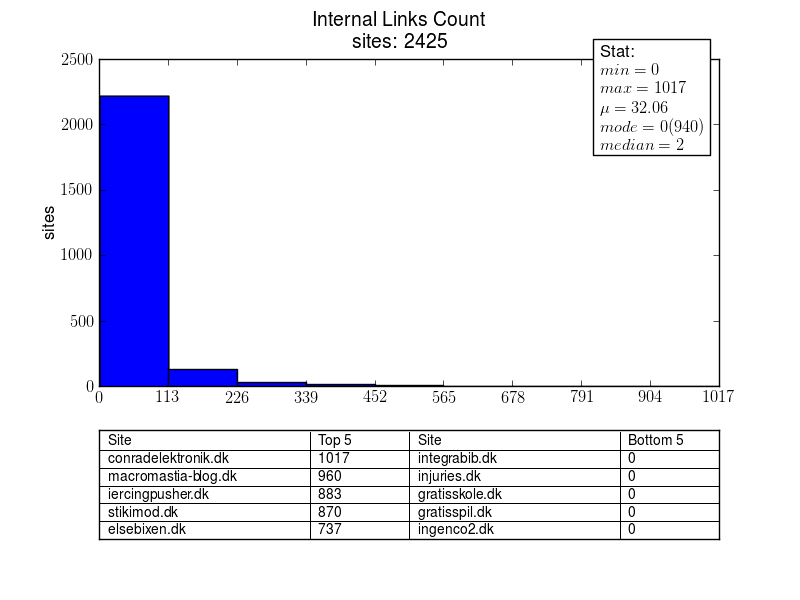 Internal Links Count
sites: 2425
Stat:
min = 0
max = 1017
μ = 32.06
mode = 0(940)
median = 2
2500
2000
1500
1000
500
0
sites
0 113 226 339 452 565 678 791 904 1017
Site Top 5 Site Bottom 5
conradelektronik.dk 1017 integrabib.dk 0
macromastia-blog.dk 960 injuries.dk 0
iercingpusher.dk 883 gratisskole.dk 0
stikimod.dk 870 gratisspil.dk 0
elsebixen.dk 737 ingenco2.dk 0